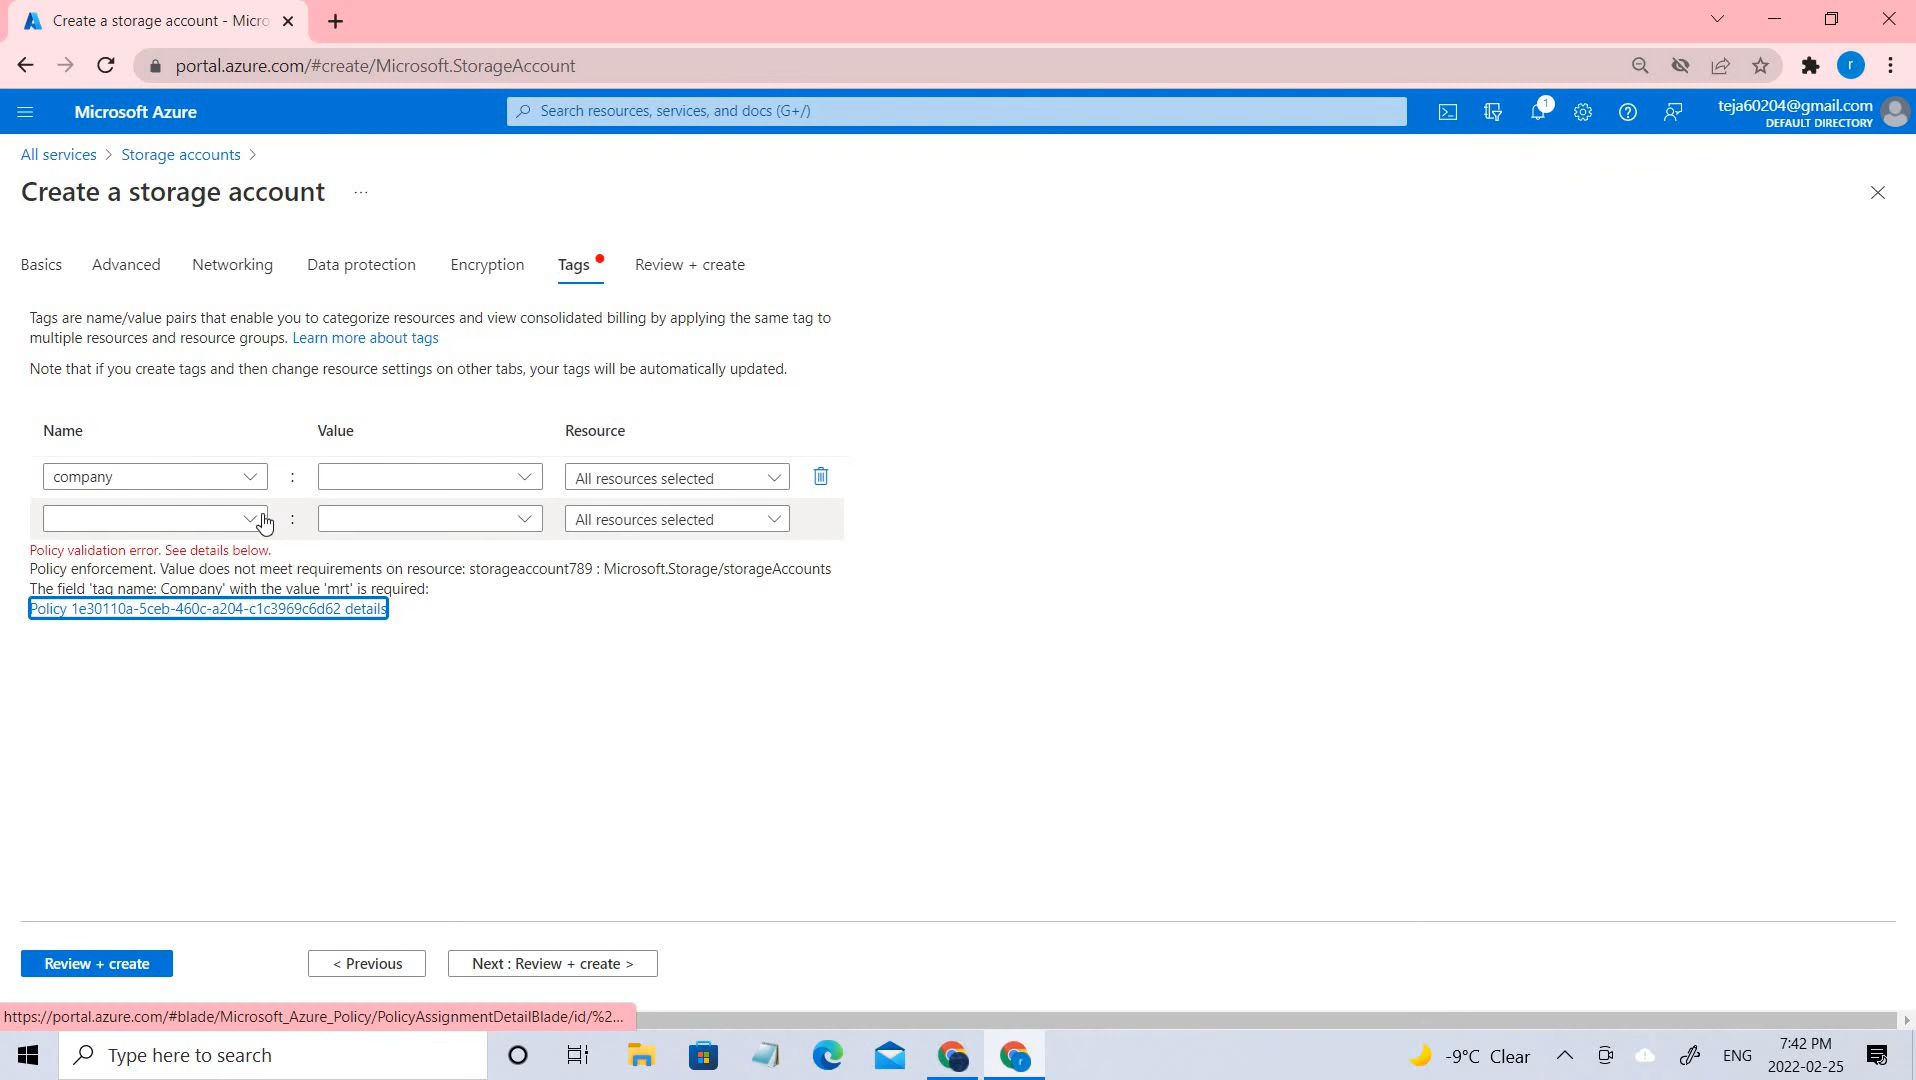 Create a storage account - Micro
portal.azure.com/#create/Microsoft.StorageAccount
r
Microsoft Azure
Search resources, services, and docs (G+/)
1
teja60204@gmail.com
DEFAULT DIRECTORY
All services > Storage accounts >
Create a storage account ...
Basics Advanced Networking Data protection Encryption Tags Review + create
Tags are name/value pairs that enable you to categorize resources and view consolidated billing by applying the same tag to
multiple resources and resource groups. Learn more about tags
Note that if you create tags and then change resource settings on other tabs, your tags will be automatically updated.
Name Value Resource
company : All resources selected
: All resources selected
Policy validation error. See details below.
Policy enforcement. Value does not meet requirements on resource: storageaccount789 : Microsoft.Storage/storageAccounts
The field 'tag name: Company' with the value 'mrt' is required:
Policy 1e30110a-5ceb-460c-a204-c1c3969c6d62 details
Review + create < Previous Next : Review + create >
https://portal.azure.com/#blade/Microsoft_Azure_Policy/PolicyAssignmentDetailBlade/id/%2...
Type here to search
-9°C Clear
ENG
7:42 PM
2022-02-25